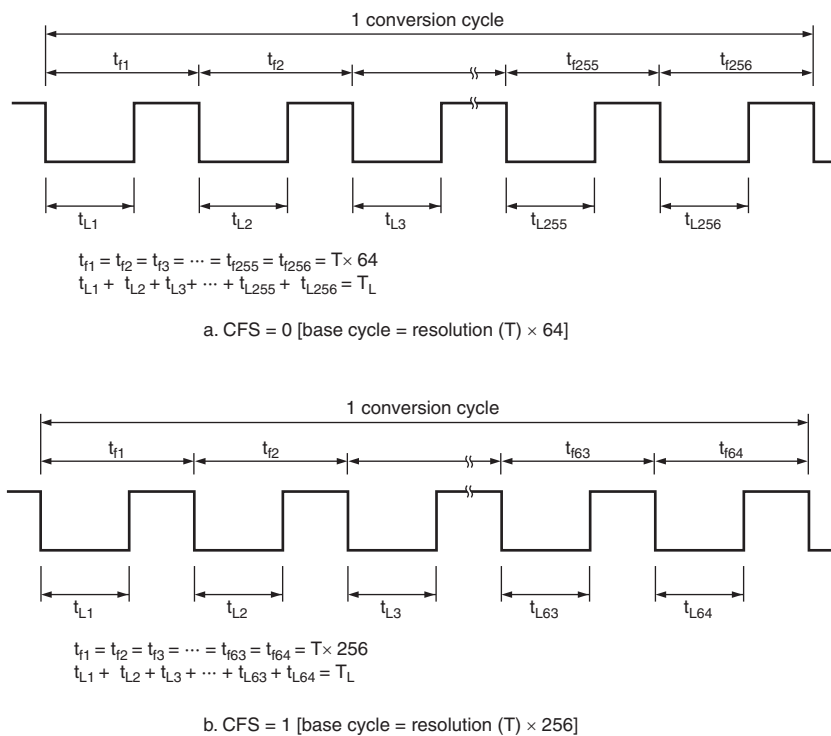 1 conversion cycle
tf1 tf2 tf255 tf256
tL1 tL2 tL3 tL255 tL256
tf1 = tf2 = tf3 = ··· = tf255 = tf256 = T× 64
tL1 + tL2 + tL3+ ··· + tL255 + tL256 = TL
a. CFS = 0 [base cycle = resolution (T) × 64]
1 conversion cycle
tf1 tf2 tf63 tf64
tL1 tL2 tL3 tL63 tL64
tf1 = tf2 = tf3 = ··· = tf63 = tf64 = T× 256
tL1 + tL2 + tL3 + ··· + tL63 + tL64 = TL
b. CFS = 1 [base cycle = resolution (T) × 256]